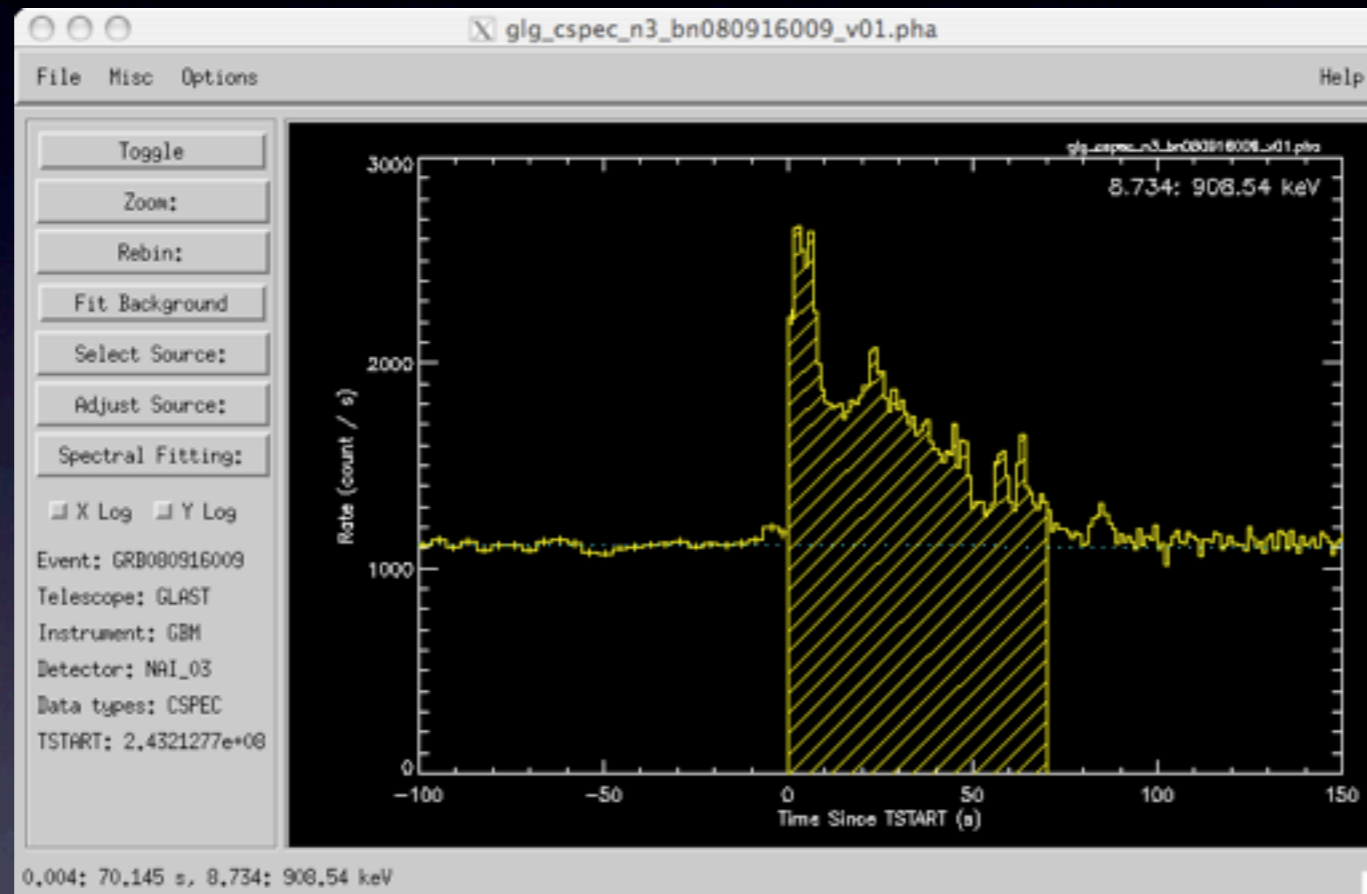 glg_cspec_n3_bn080916009_v01.pha
File Misc Options Help
Toggle
Zoom:
Rebin:
Fit Background
Select Source:
Adjust Source:
Spectral Fitting:
X Log Y Log
Event: GRB080916009
Telescope: GLAST
Instrument: GBM
Detector: NAI_03
Data types: CSPEC
TSTART: 2.4321277e+08
glg_cspec_n3_bn080916009_v01.pha
8.734: 908.54 keV
3000
2000
1000
0
Rate (count / s)
-100 -50 0 50 100 150
Time Since TSTART (s)
0.004: 70.145 s, 8.734: 908.54 keV